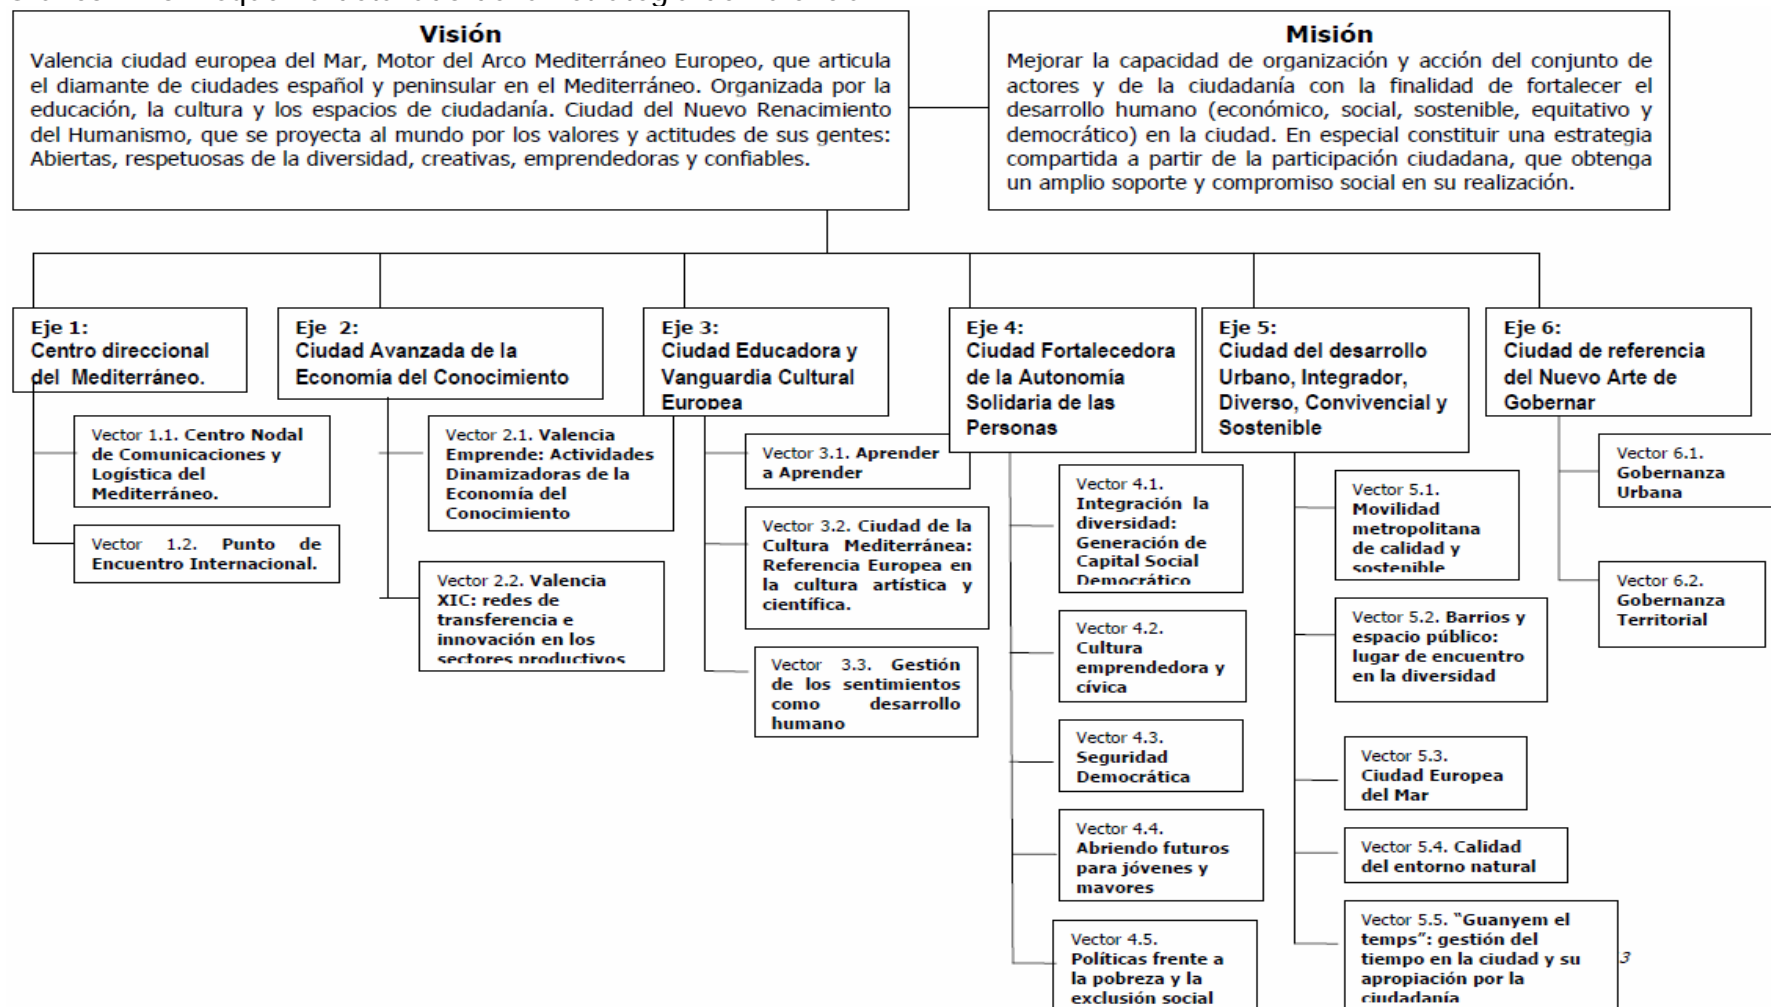 Visión
Valencia ciudad europea del Mar, Motor del Arco Mediterráneo Europeo, que articula
el diamante de ciudades español y peninsular en el Mediterráneo. Organizada por la
educación, la cultura y los espacios de ciudadanía. Ciudad del Nuevo Renacimiento
del Humanismo, que se proyecta al mundo por los valores y actitudes de sus gentes:
Abiertas, respetuosas de la diversidad, creativas, emprendedoras y confiables.
Misión
Mejorar la capacidad de organización y acción del conjunto de
actores y de la ciudadanía con la finalidad de fortalecer el
desarrollo humano (económico, social, sostenible, equitativo y
democrático) en la ciudad. En especial constituir una estrategia
compartida a partir de la participación ciudadana, que obtenga
un amplio soporte y compromiso social en su realización.
Eje 1:
Centro direccional
del Mediterráneo.
Vector 1.1. Centro Nodal
de Comunicaciones y
Logística del
Mediterráneo.
Vector 1.2. Punto de
Encuentro Internacional.
Eje 2:
Ciudad Avanzada de la
Economía del Conocimiento
Vector 2.1. Valencia
Emprende: Actividades
Dinamizadoras de la
Economía del
Conocimiento
Vector 2.2. Valencia
XIC: redes de
transferencia e
innovación en los
sectores productivos
Eje 3:
Ciudad Educadora y
Vanguardia Cultural
Europea
Vector 3.1. Aprender
a Aprender
Vector 3.2. Ciudad de la
Cultura Mediterránea:
Referencia Europea en
la cultura artística y
científica.
Vector 3.3. Gestión
de los sentimientos
como desarrollo
humano
Eje 4:
Ciudad Fortalecedora
de la Autonomía
Solidaria de las
Personas
Vector 4.1.
Integración la
diversidad:
Generación de
Capital Social
Democrático
Vector 4.2.
Cultura
emprendedora y
cívica
Vector 4.3.
Seguridad
Democrática
Vector 4.4.
Abriendo futuros
para jóvenes y
mayores
Vector 4.5.
Políticas frente a
la pobreza y la
exclusión social
Eje 5:
Ciudad del desarrollo
Urbano, Integrador,
Diverso, Convivencial y
Sostenible
Vector 5.1.
Movilidad
metropolitana
de calidad y
sostenible
Vector 5.2. Barrios y
espacio público:
lugar de encuentro
en la diversidad
Vector 5.3.
Ciudad Europea
del Mar
Vector 5.4. Calidad
del entorno natural
Vector 5.5. "Guanyem el
temps": gestión del
tiempo en la ciudad y su
apropiación por la
ciudadanía
Eje 6:
Ciudad de referencia
del Nuevo Arte de
Gobernar
Vector 6.1.
Gobernanza
Urbana
Vector 6.2.
Gobernanza
Territorial
3